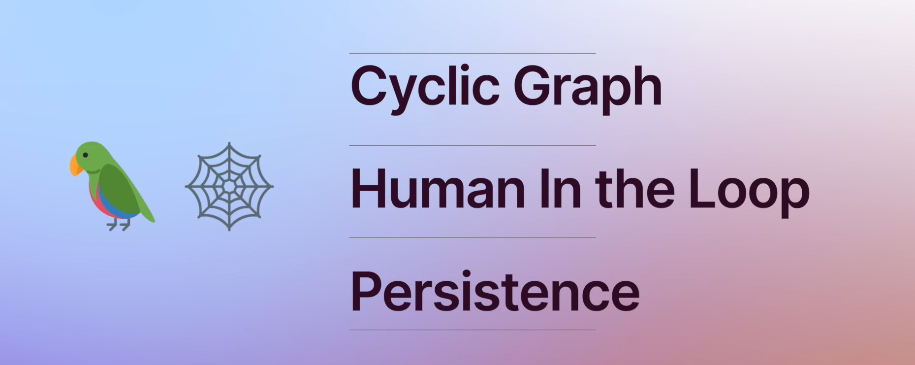 Cyclic Graph
Human In the Loop
Persistence